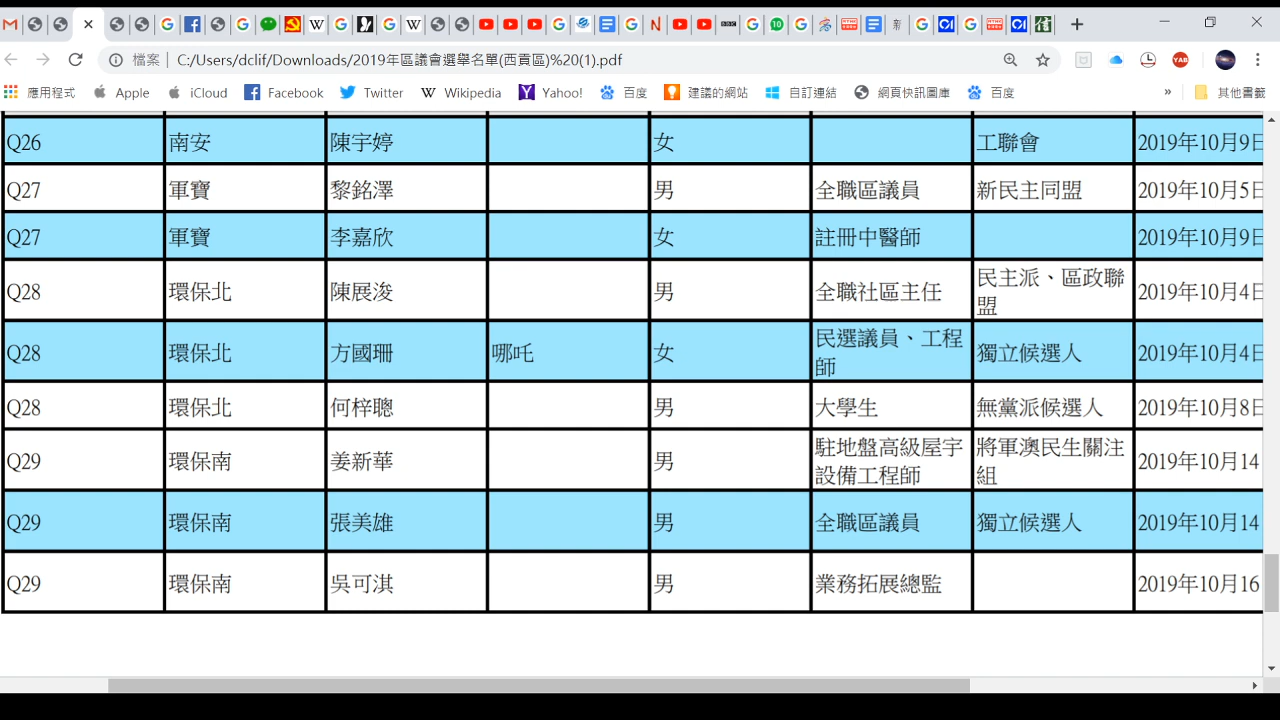 檔案 C:/Users/dclif/Downloads/2019年區議會選舉名單(西貢區)%20(1).pdf
應用程式 Apple iCloud Facebook Twitter Wikipedia Yahoo! 百度 建議的網站 自訂連結 網頁快訊圖庫 百度 » 其他書籤
Q26 南安 陳宇婷 女 工聯會 2019年10月9日
Q27 軍寶 黎銘澤 男 全職區議員 新民主同盟 2019年10月5日
Q27 軍寶 李嘉欣 女 註冊中醫師 2019年10月9日
Q28 環保北 陳展浚 男 全職社區主任 民主派、區政聯
盟 2019年10月4日
Q28 環保北 方國珊 哪吒 女 民選議員、工程
師 獨立候選人 2019年10月4日
Q28 環保北 何梓聰 男 大學生 無黨派候選人 2019年10月8日
Q29 環保南 姜新華 男 駐地盤高級屋宇
設備工程師 將軍澳民生關注
組 2019年10月14
Q29 環保南 張美雄 男 全職區議員 獨立候選人 2019年10月14
Q29 環保南 吳可淇 男 業務拓展總監 2019年10月16